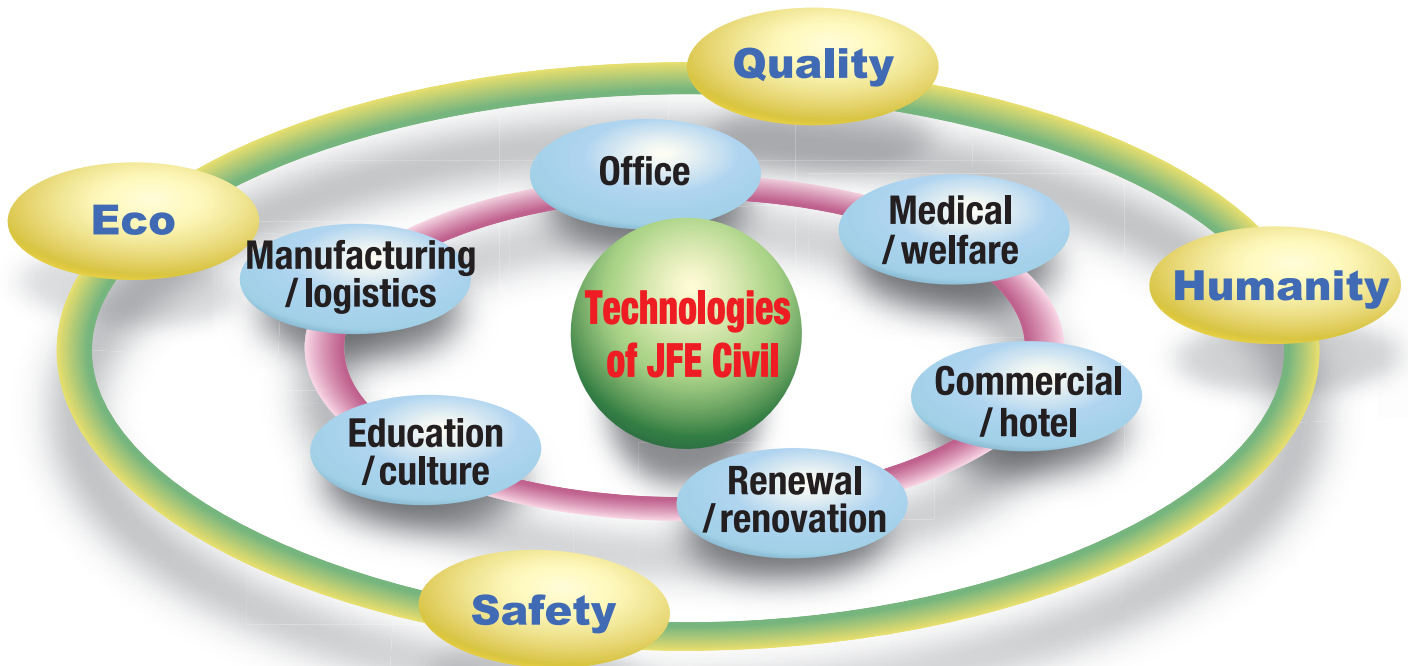 Quality
Office
Eco
Medical
/ welfare
Manufacturing
/ logistics
Humanity
Technologies
of JFE Civil
Commercial
/ hotel
Education
/ culture
Renewal
/ renovation
Safety